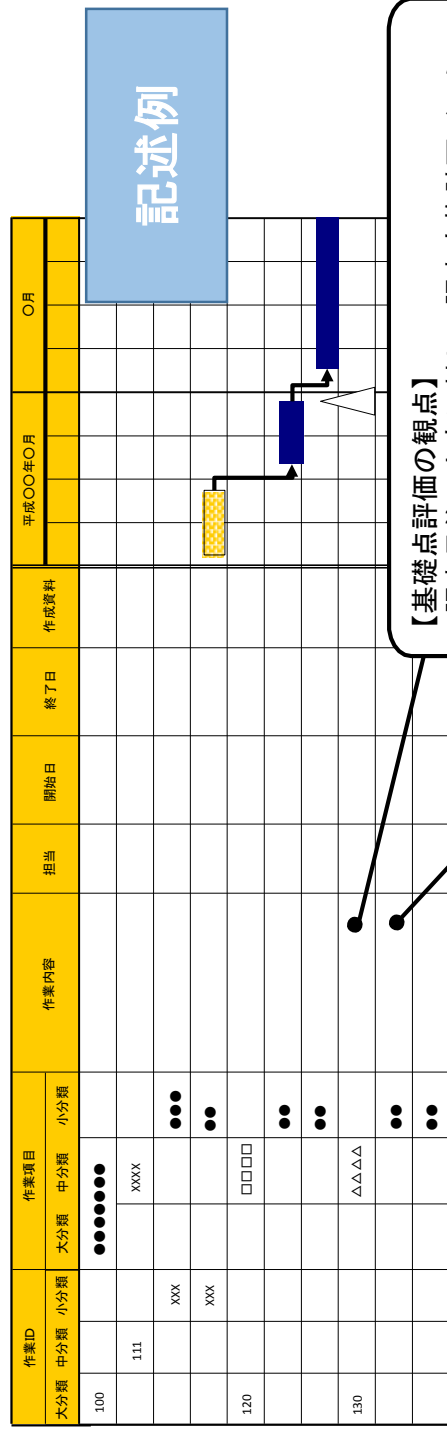 記述例
作業ID 作業項目 作業内容 担当 開始日 終了日 作成資料 平成〇〇年〇月 〇月
大分類 中分類 小分類 大分類 中分類 小分類
100 ●●●●●●●
111 XXXX
XXX ●●●
XXX ●●
120 □□□□
●●
●●
130 △△△△
●●
●●
【基礎点評価の観点】